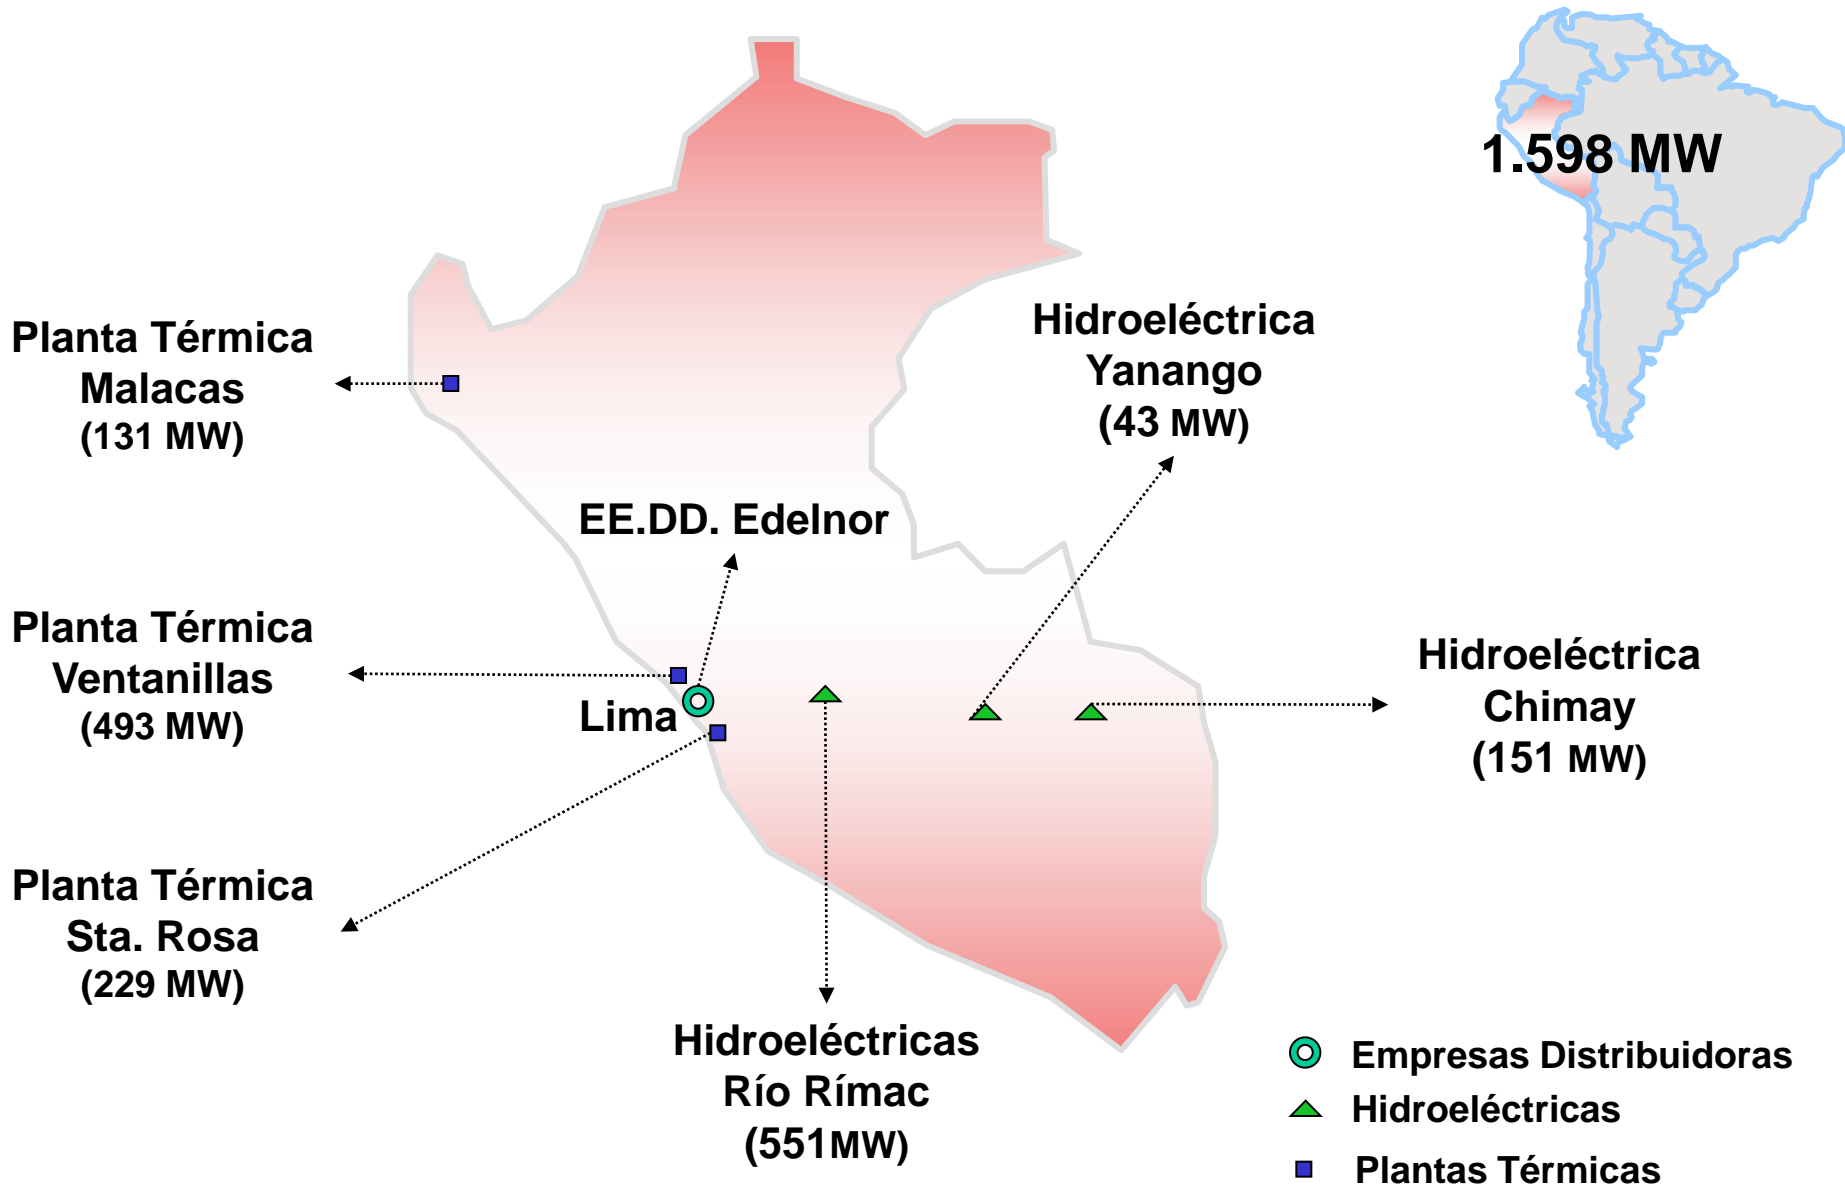 1.598 MW
Planta Térmica
Malacas
(131 MW)
Hidroeléctrica
Yanango
(43 MW)
EE.DD. Edelnor
Planta Térmica
Ventanillas
(493 MW)
Lima
Hidroeléctrica
Chimay
(151 MW)
Planta Térmica
Sta. Rosa
(229 MW)
Hidroeléctricas
Río Rímac
(551MW)
Empresas Distribuidoras
Hidroeléctricas
Plantas Térmicas